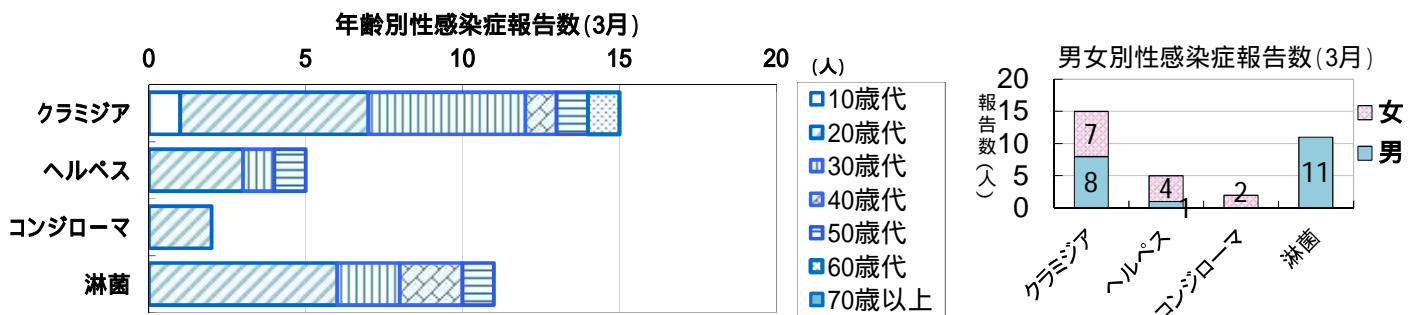 年齢別性感染症報告数(3月)
0 5 10 15 20
(人)
クラミジア
ヘルペス
コンジローマ
淋菌
10歳代
20歳代
30歳代
40歳代
50歳代
60歳代
70歳以上
男女別性感染症報告数(3月)
報告数(人)
20
15
10
5
0
7
8
4
1
2
11
クラミジア
ヘルペス
コンジローマ
淋菌
女
男